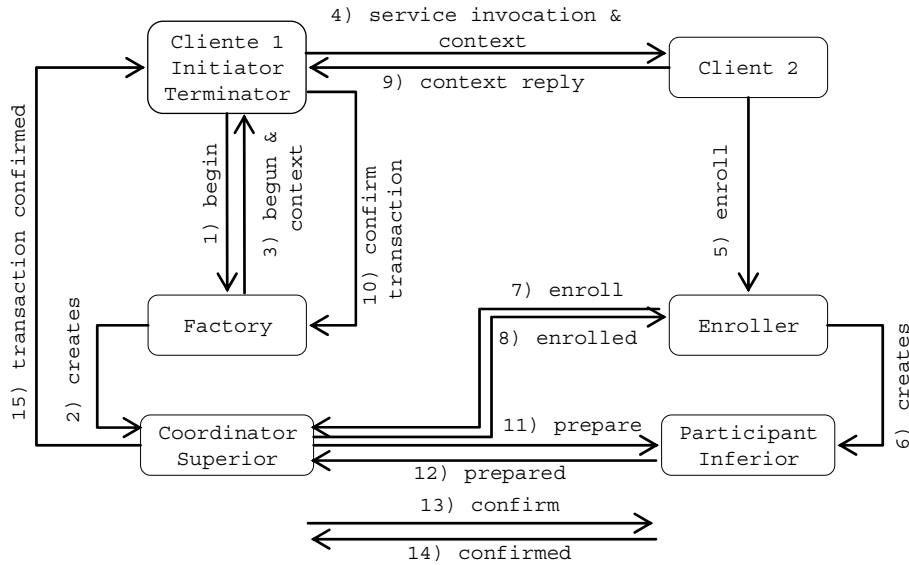 4) service invocation &
context
Cliente 1
Initiator
Terminator
Client 2
9) context reply
15) transaction confirmed
1) begin
3) begun &
context
10) confirm
transaction
5) enroll
Factory
7) enroll
8) enrolled
Enroller
2) creates
6) creates
Coordinator
Superior
11) prepare
12) prepared
Participant
Inferior
13) confirm
14) confirmed